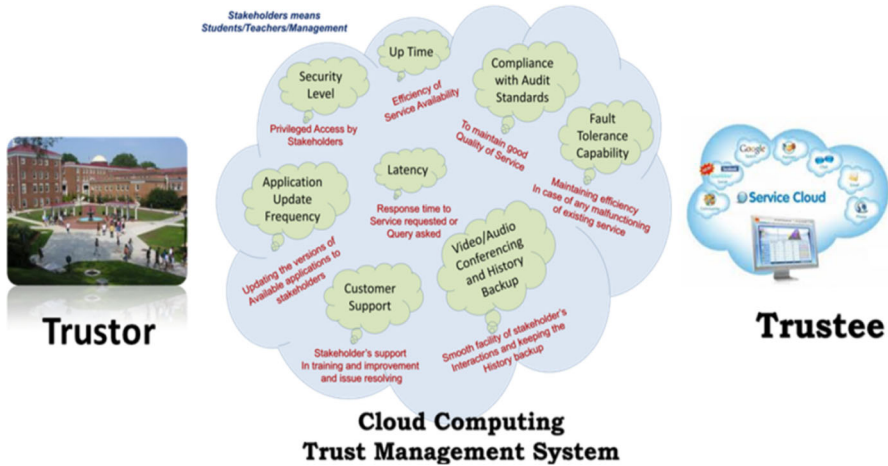 Stakeholders means
Students/Teachers/Management
Up Time
Efficiency of
Service Availability
Security
Level
Privileged Access by
Stakeholders
Compliance
with Audit
Standards
To maintain good
Quality of Service
Fault
Tolerance
Capability
Maintaining efficiency
In case of any malfunctioning
of existing service
Latency
Response time to
Service requested or
Query asked
Application
Update
Frequency
Updating the versions of
Available applications to
stakeholders
Customer
Support
Stakeholder's support
In training and improvement
and issue resolving
Video/Audio
Conferencing
and History
Backup
Smooth facility of stakeholder's
Interactions and keeping the
History backup
Google
Service Cloud
Trustor
Trustee
Cloud Computing
Trust Management System